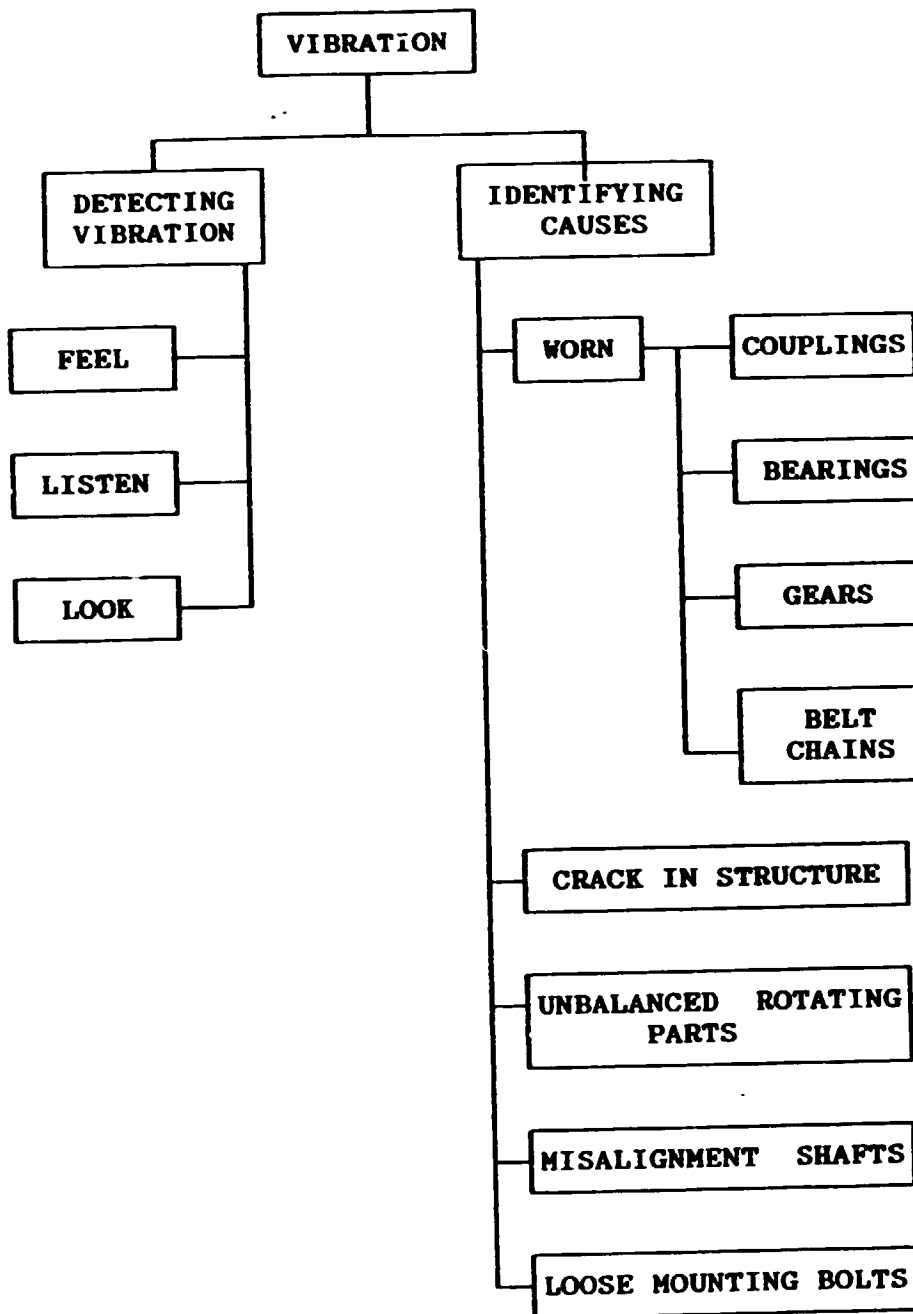 VIBRATION
DETECTING
VIBRATION
FEEL
LISTEN
LOOK
IDENTIFYING
CAUSES
WORN
COUPLINGS
BEARINGS
GEARS
BELT
CHAINS
CRACK IN STRUCTURE
UNBALANCED ROTATING
PARTS
MISALIGNMENT SHAFTS
LOOSE MOUNTING BOLTS